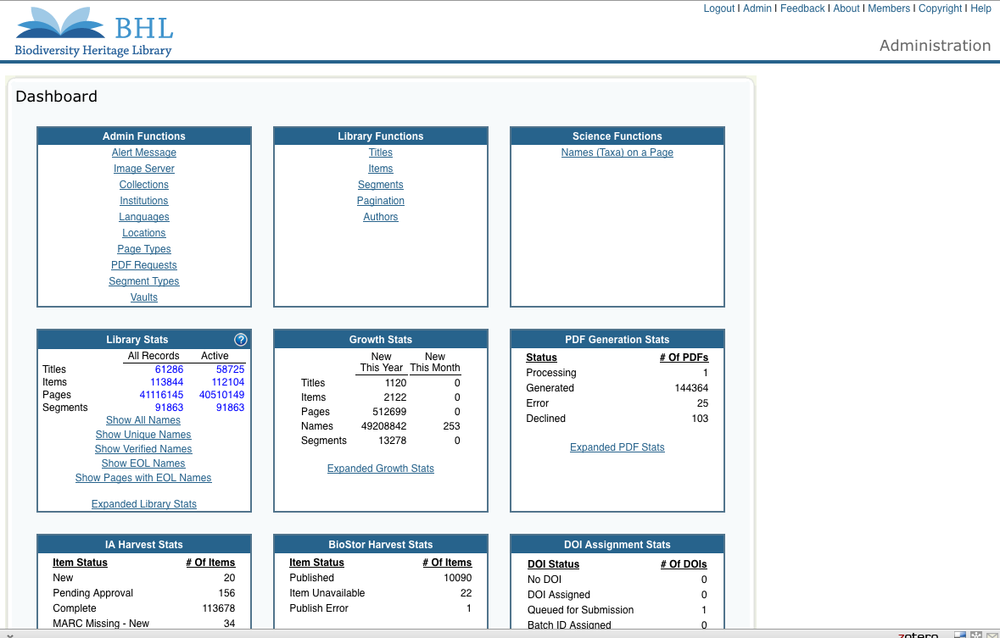 Logout | Admin | Feedback | About | Members | Copyright | Help
BHL
Biodiversity Heritage Library
Administration
Dashboard
Admin Functions
Alert Message
Image Server
Collections
Institutions
Languages
Locations
Page Types
PDF Requests
Segment Types
Vaults
Library Functions
Titles
Items
Segments
Pagination
Authors
Science Functions
Names (Taxa) on a Page
Library Stats ?
All Records Active
Titles 61286 58725
Items 113844 112104
Pages 41116145 40510149
Segments 91863 91863
Show All Names
Show Unique Names
Show Verified Names
Show EOL Names
Show Pages with EOL Names
Expanded Library Stats
Growth Stats
New New
This Year This Month
Titles 1120 0
Items 2122 0
Pages 512699 0
Names 49208842 253
Segments 13278 0
Expanded Growth Stats
PDF Generation Stats
Status # Of PDFs
Processing 1
Generated 144364
Error 25
Declined 103
Expanded PDF Stats
IA Harvest Stats
Item Status # Of Items
New 20
Pending Approval 156
Complete 113678
MARC Missing - New 34
BioStor Harvest Stats
Item Status # Of Items
Published 10090
Item Unavailable 22
Publish Error 1
DOI Assignment Stats
DOI Status # Of DOIs
No DOI 0
DOI Assigned 0
Queued for Submission 1
Batch ID Assigned 0
zotero